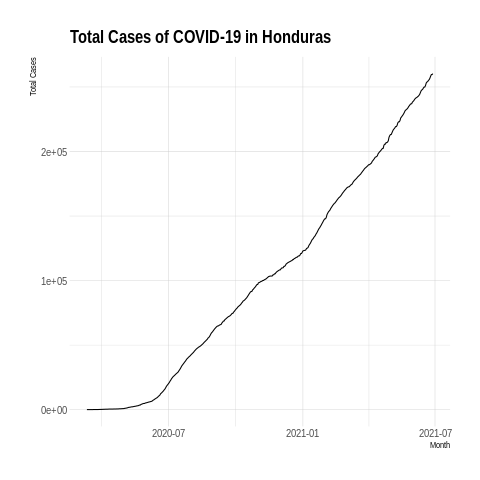 Total Cases of COVID-19 in Honduras
Total Cases
2e+05
1e+05
0e+00
2020-07
2021-01
2021-07
Month